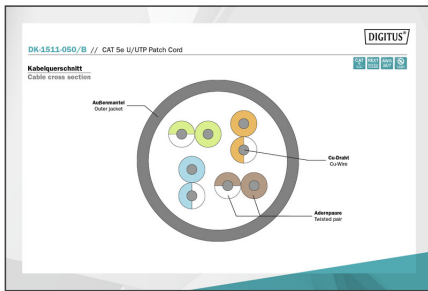 DIGITUS®
DK-1511-050/B // CAT 5e U/UTP Patch Cord
Kabelquerschnitt
Cable cross section
Außenmantel
Outer jacket
Cu-Draht
Cu-Wire
Adernpaare
Twisted pair